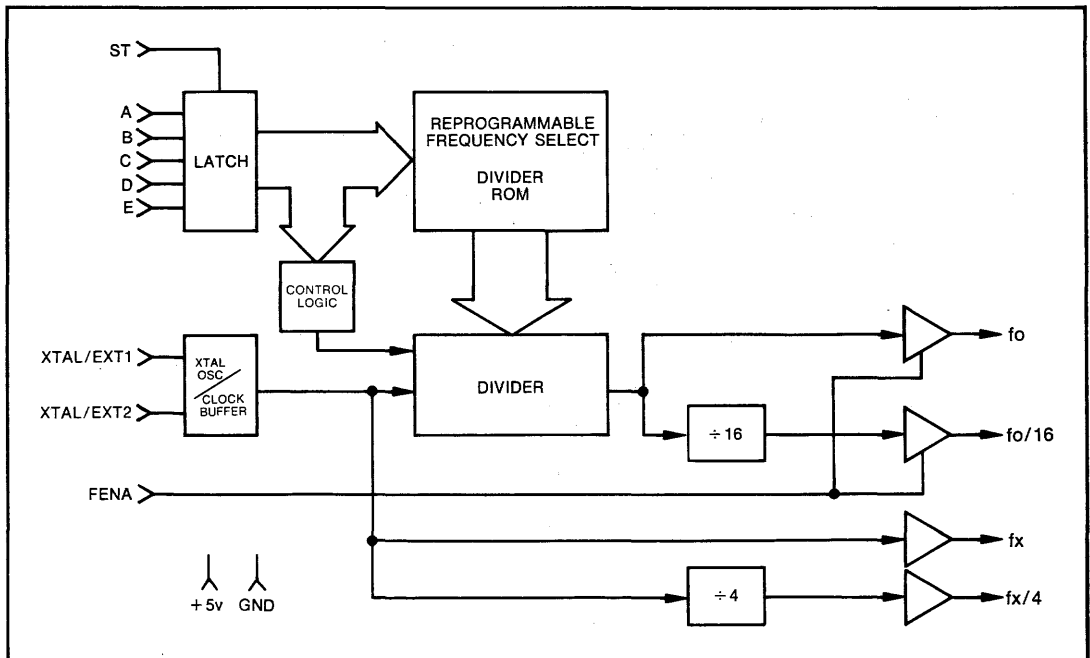 ST
A
B
C
D
E
LATCH
REPROGRAMMABLE
FREQUENCY SELECT
DIVIDER
ROM
CONTROL
LOGIC
XTAL/EXT1
XTAL/EXT2
XTAL
OSC
CLOCK
BUFFER
DIVIDER
fo
÷16
fo/16
FENA
fx
÷4
fx/4
+5v
GND